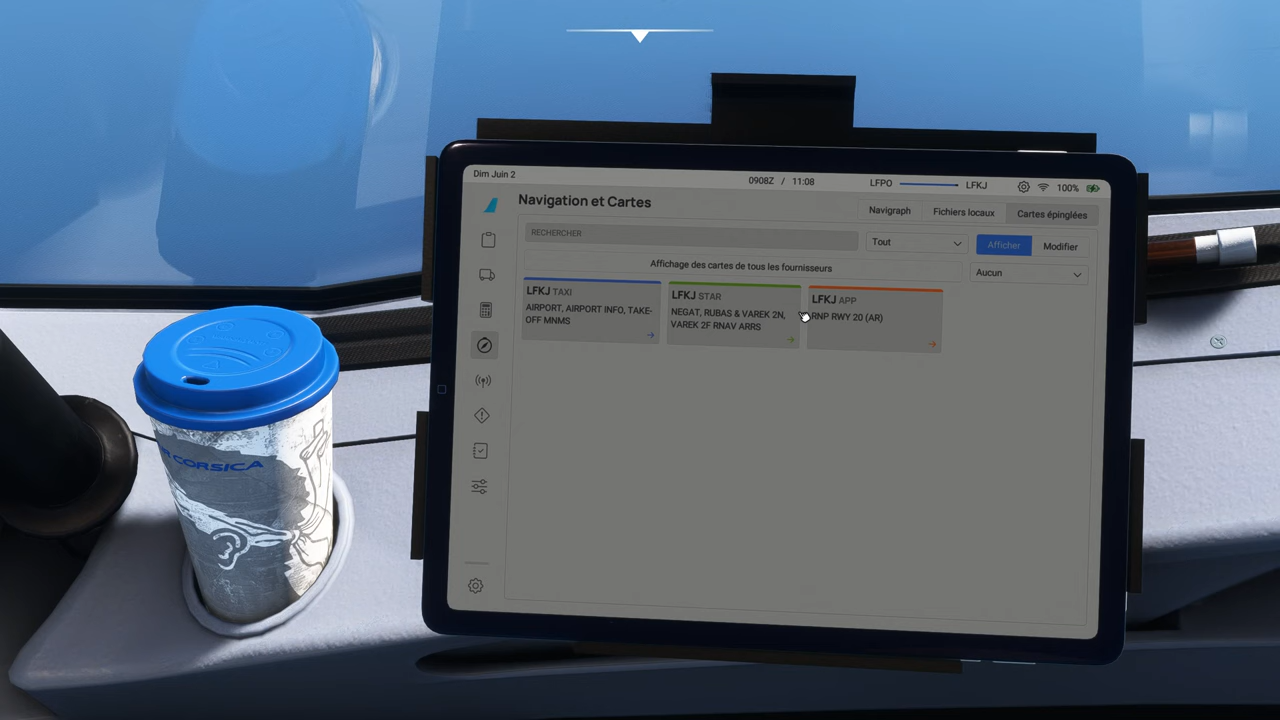 Dim Juin 2
0908Z / 11:08
LFPO
LFKJ
100%
Navigation et Cartes
Navigraph
Fichiers locaux
Cartes épinglées
RECHERCHER
Tout
Afficher
Modifier
Affichage des cartes de tous les fournisseurs
Aucun
LFKJ TAXI
AIRPORT, AIRPORT INFO, TAKE-
OFF MNMS
LFKJ STAR
NEGAT, RUBAS & VAREK 2N,
VAREK 2F RNAV ARRS
LFKJ APP
RNP RWY 20 (AR)
CORSICA